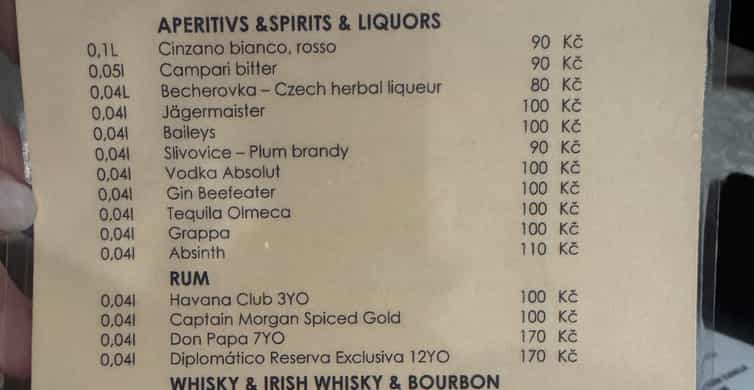 APERITIVS &SPIRITS & LIQUORS
0,1L Cinzano bianco, rosso 90 Kč
0,05l Campari bitter 90 Kč
0,04L Becherovka – Czech herbal liqueur 80 Kč
0,04l Jägermaister 100 Kč
0,04l Baileys 100 Kč
0,04l Slivovice – Plum brandy 90 Kč
0,04l Vodka Absolut 100 Kč
0,04l Gin Beefeater 100 Kč
0,04l Tequila Olmeca 100 Kč
0,04l Grappa 100 Kč
0,04l Absinth 110 Kč
RUM
0,04l Havana Club 3YO 100 Kč
0,04l Captain Morgan Spiced Gold 100 Kč
0,04l Don Papa 7YO 170 Kč
0,04l Diplomático Reserva Exclusiva 12YO 170 Kč
WHISKY & IRISH WHISKY & BOURBON